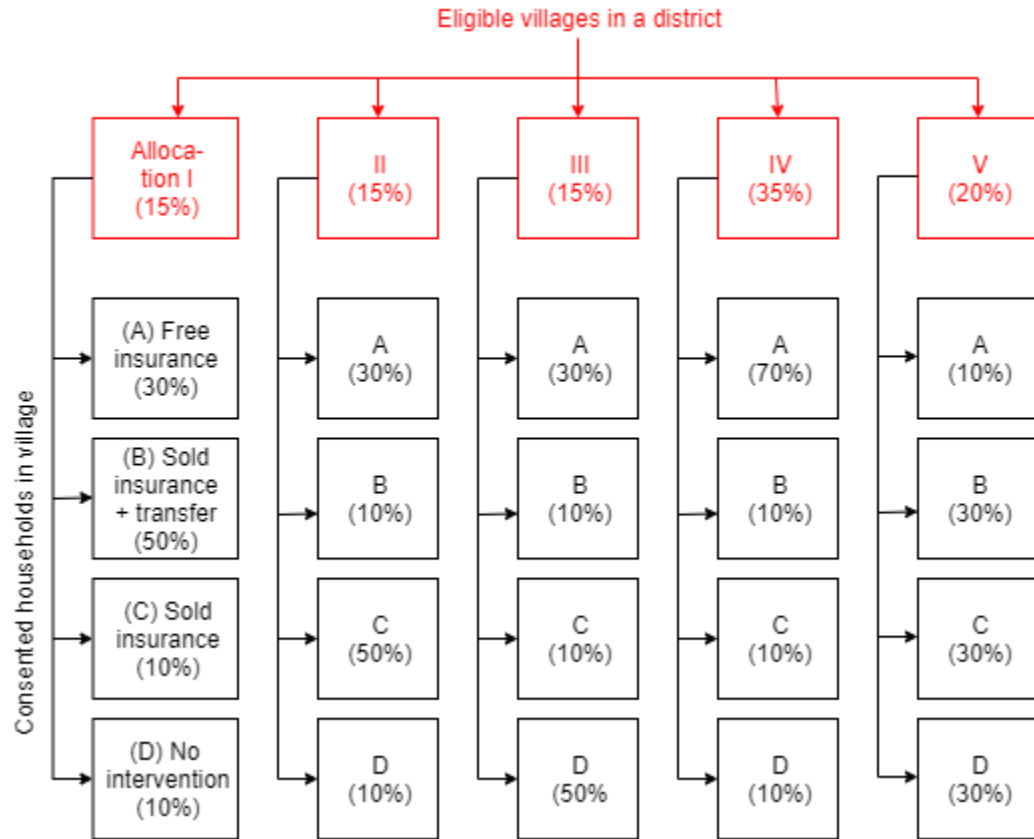 Eligible villages in a district
Alloca-
tion I
(15%)
II
(15%)
III
(15%)
IV
(35%)
V
(20%)
Consented households in village
(A) Free
insurance
(30%)
A
(30%)
A
(30%)
A
(70%)
A
(10%)
(B) Sold
insurance
+ transfer
(50%)
B
(10%)
B
(10%)
B
(10%)
B
(30%)
(C) Sold
insurance
(10%)
C
(50%)
C
(10%)
C
(10%)
C
(30%)
(D) No
intervention
(10%)
D
(10%)
D
(50%
D
(10%)
D
(30%)